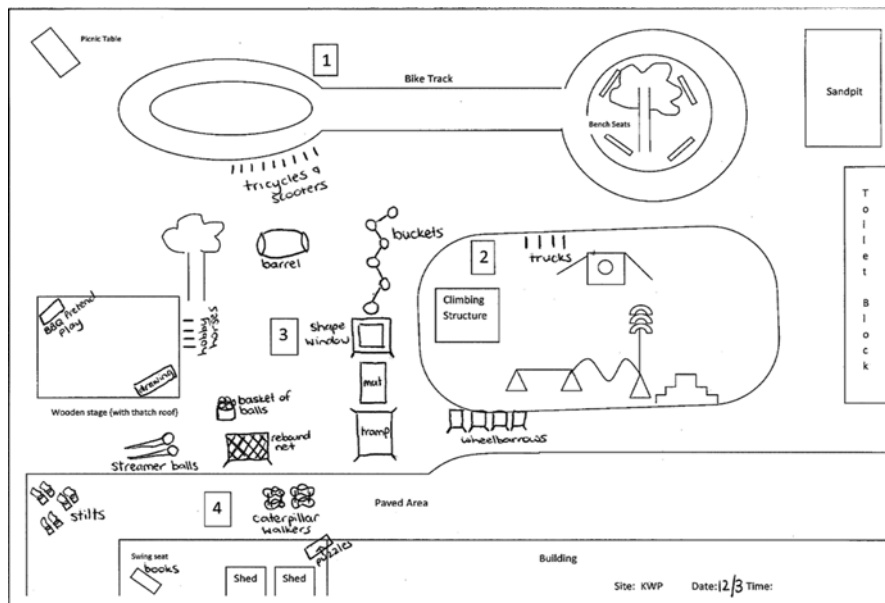 Picnic Table
1
Bike Track
Bench Seats
Sandpit
tricycles &
scooters
Toilet Block
buckets
barrel
2
trucks
Climbing
Structure
BBQ Pretend
Play
hobby
horses
3
shape
window
drawing
mat
basket of
balls
Wooden stage (with thatch roof)
tramp
wheelbarrows
rebound
net
streamer balls
stilts
4
caterpillar
walkers
Paved Area
puzzles
Swing seat
books
Shed
Shed
Building
Site: KWP Date: 12/3 Time: